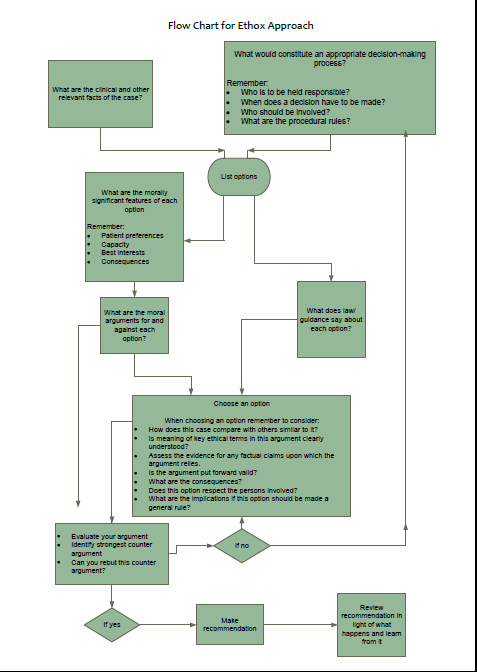 Flow Chart for Ethox Approach
What would constitute an appropriate decision-making
process?
Remember:
• Who is to be held responsible?
• When does a decision have to be made?
• Who should be involved?
• What are the procedural rules?
What are the clinical and other
relevant facts of the case?
List options
What are the morally
significant features of each
option
Remember:
• Patient preferences
• Capacity
• Best interests
• Consequences
What are the moral
arguments for and
against each
option?
What does law/
guidance say about
each option?
Choose an option
When choosing an option remember to consider:
• How does this case compare with others similar to it?
• Is meaning of key ethical terms in this argument clearly
understood?
• Assess the evidence for any factual claims upon which the
argument relies.
• Is the argument put forward valid?
• What are the consequences?
• Does this option respect the persons involved?
• What are the implications if this option should be made a
general rule?
• Evaluate your argument
• Identify strongest counter
argument
• Can you rebut this counter
argument?
If no
If yes
Make
recommendation
Review
recommendation in
light of what
happens and learn
from it